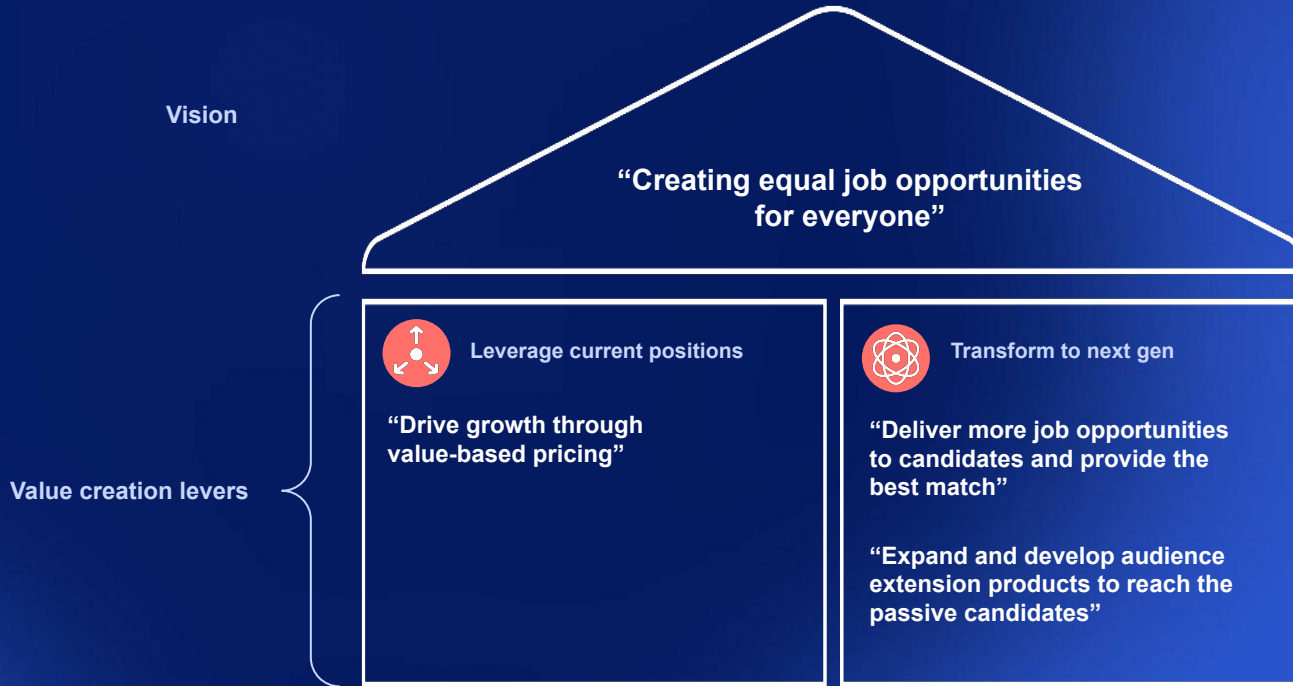 Vision
“Creating equal job opportunities
for everyone”
Value creation levers
Leverage current positions
“Drive growth through
value-based pricing”
Transform to next gen
“Deliver more job opportunities
to candidates and provide the
best match”
“Expand and develop audience
extension products to reach the
passive candidates”